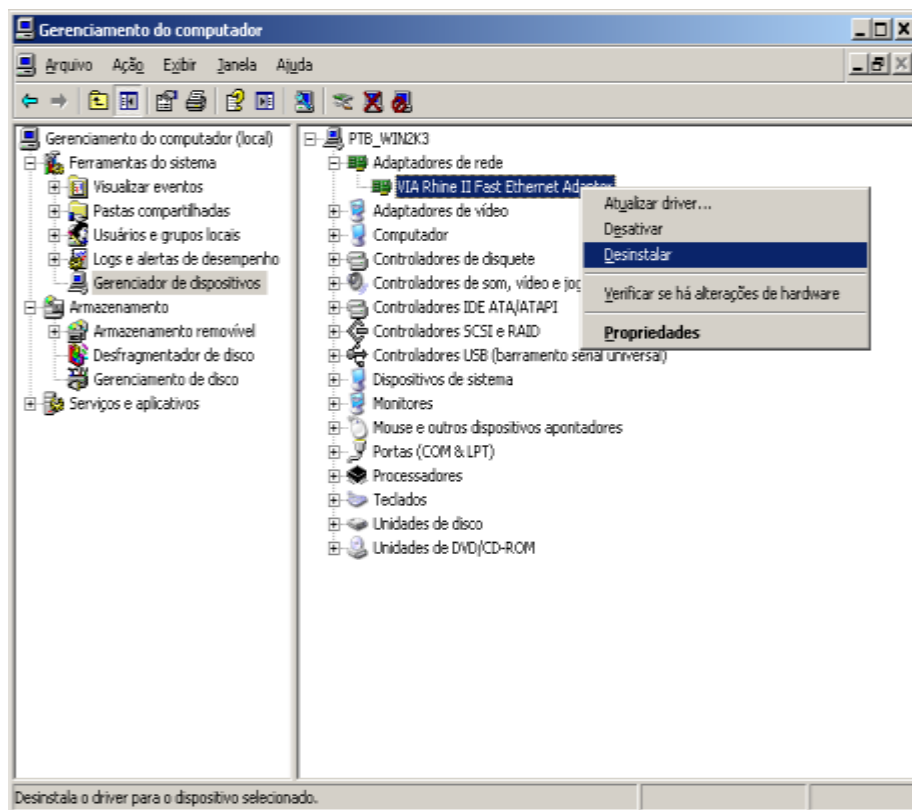 Gerenciamento do computador
Arquivo Ação Exibir Janela Ajuda
Gerenciamento do computador (local)
Ferramentas do sistema
Visualizar eventos
Pastas compartilhadas
Usuários e grupos locais
Logs e alertas de desempenho
Gerenciador de dispositivos
Armazenamento
Armazenamento removível
Desfragmentador de disco
Gerenciamento de disco
Serviços e aplicativos
PTB_WIN2K3
Adaptadores de rede
VIA Rhine II Fast Ethernet Adapter
Adaptadores de vídeo
Computador
Controladores de disquete
Controladores de som, vídeo e jog
Controladores IDE ATA/ATAPI
Controladores SCSI e RAID
Controladores USB (barramento serial universal)
Dispositivos de sistema
Monitores
Mouse e outros dispositivos apontadores
Portas (COM & LPT)
Processadores
Teclados
Unidades de disco
Unidades de DVD/CD-ROM
Atualizar driver...
Desativar
Desinstalar
Verificar se há alterações de hardware
Propriedades
Desinstala o driver para o dispositivo selecionado.